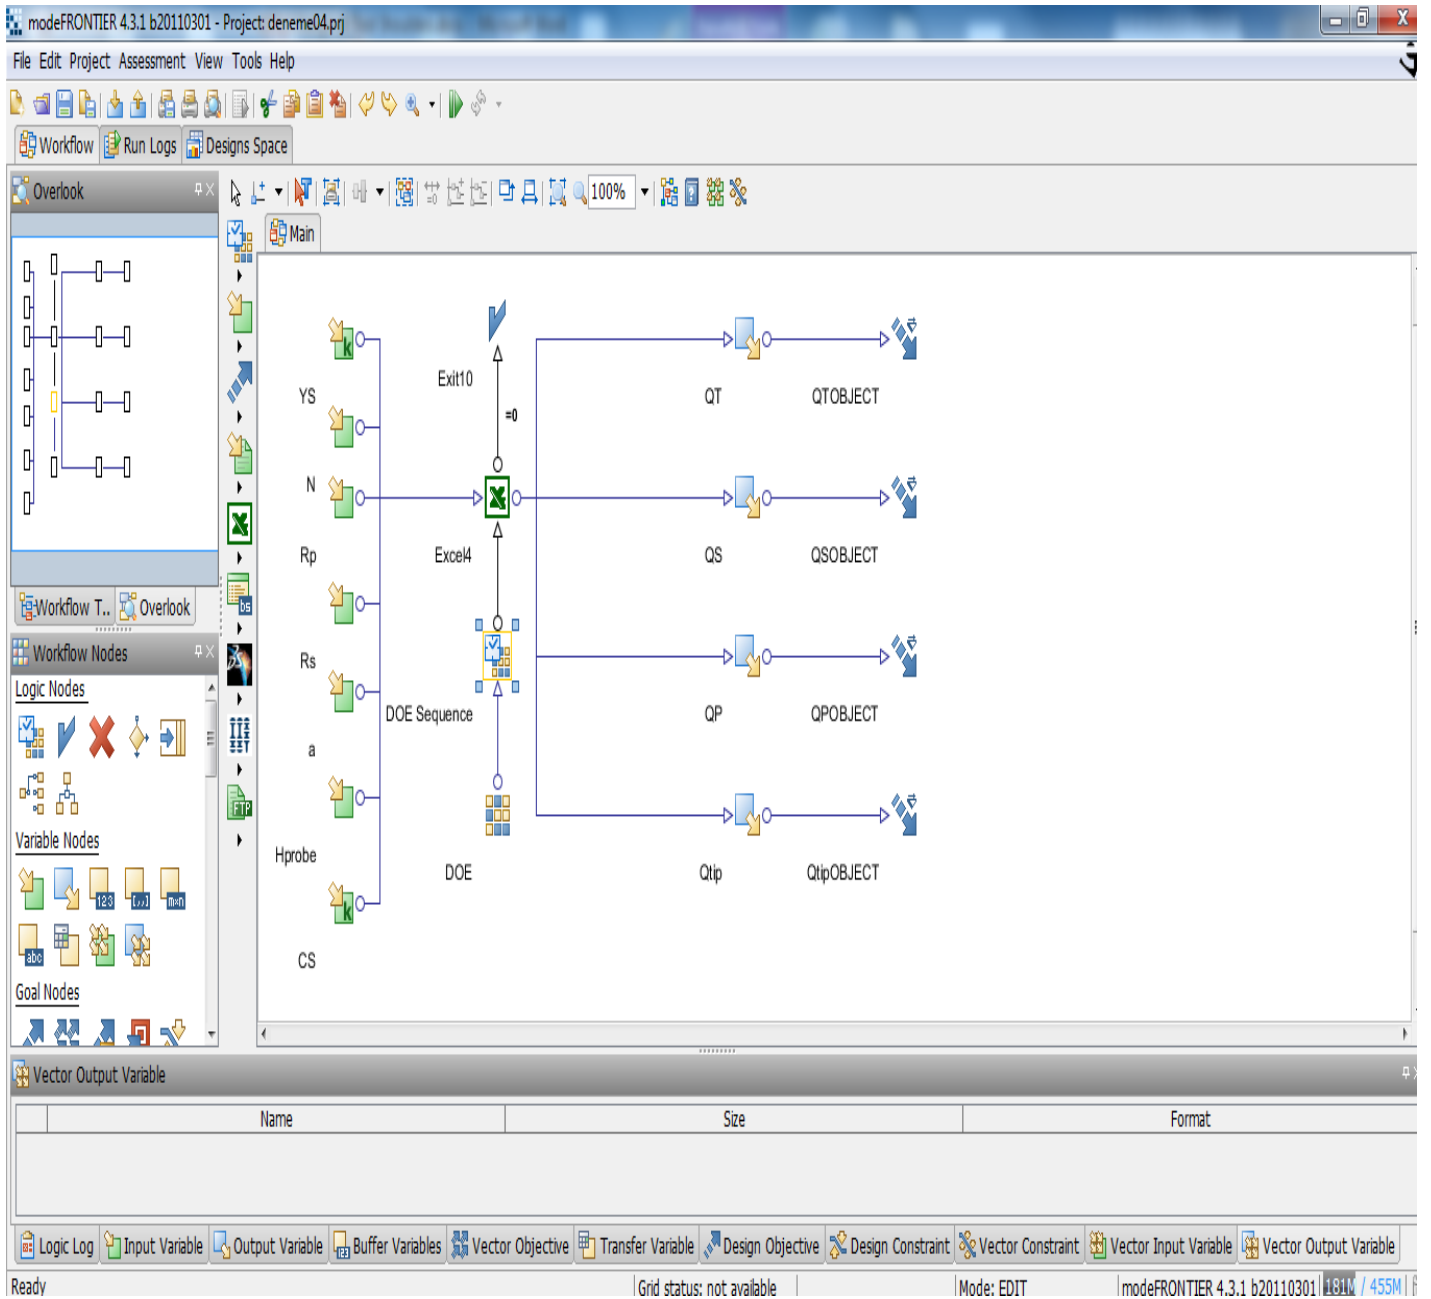 modeFRONTIER 4.3.1 b20110301 - Project: deneme04.prj
File Edit Project Assessment View Tools Help
Workflow Run Logs Designs Space
Overlook
100%
Main
YS
N
Rp
Rs
a
Hprobe
CS
k
k
Exit10
=0
Excel4
DOE Sequence
DOE
QT QTOBJECT
QS QSOBJECT
QP QPOBJECT
Qtip QtipOBJECT
bs
FTP
Workflow T.. Overlook
Workflow Nodes
Logic Nodes
Variable Nodes
123 [,,] m×n
abc
Goal Nodes
Vector Output Variable
Name Size Format
Logic Log Input Variable Output Variable Buffer Variables Vector Objective Transfer Variable Design Objective Design Constraint Vector Constraint Vector Input Variable Vector Output Variable
Ready Grid status: not available Mode: EDIT modeFRONTIER 4.3.1 b20110301 181M / 455M